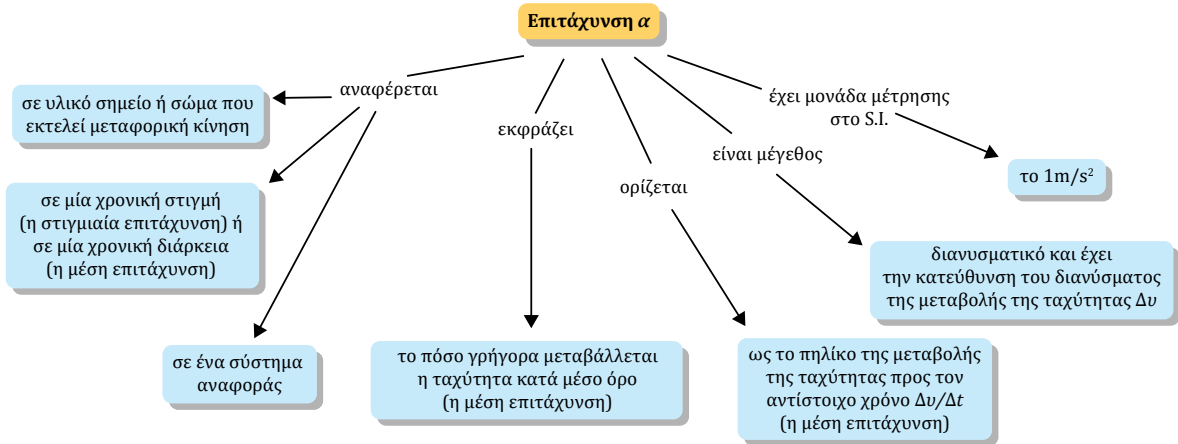 Επιτάχυνση α
αναφέρεται
σε υλικό σημείο ή σώμα που
εκτελεί μεταφορική κίνηση
σε μία χρονική στιγμή
(η στιγμιαία επιτάχυνση) ή
σε μία χρονική διάρκεια
(η μέση επιτάχυνση)
σε ένα σύστημα
αναφοράς
εκφράζει
το πόσο γρήγορα μεταβάλλεται
η ταχύτητα κατά μέσο όρο
(η μέση επιτάχυνση)
ορίζεται
ως το πηλίκο της μεταβολής
της ταχύτητας προς τον
αντίστοιχο χρόνο Δυ/Δt
(η μέση επιτάχυνση)
είναι μέγεθος
διανυσματικό και έχει
την κατεύθυνση του διανύσματος
της μεταβολής της ταχύτητας Δυ
έχει μονάδα μέτρησης
στο S.I.
το 1m/s²